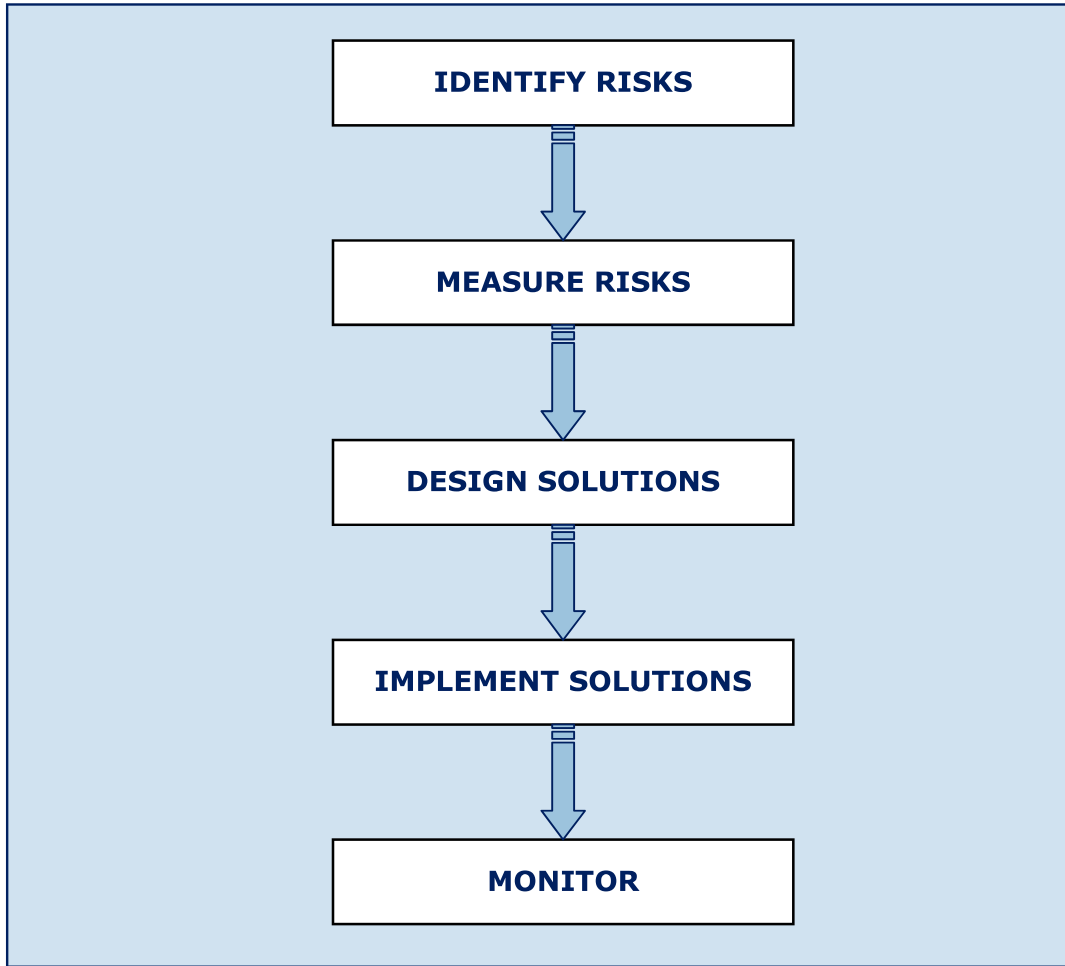 IDENTIFY RISKS
MEASURE RISKS
DESIGN SOLUTIONS
IMPLEMENT SOLUTIONS
MONITOR